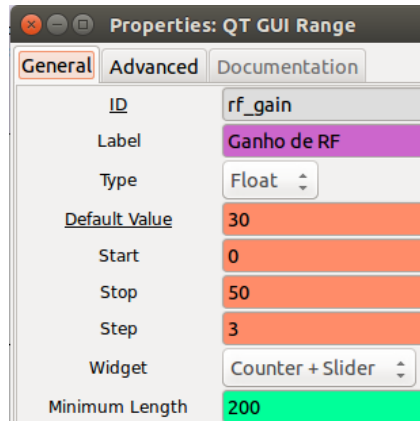 Properties: QT GUI Range
General Advanced Documentation
ID rf_gain
Label Ganho de RF
Type Float
Default Value 30
Start 0
Stop 50
Step 3
Widget Counter + Slider
Minimum Length 200